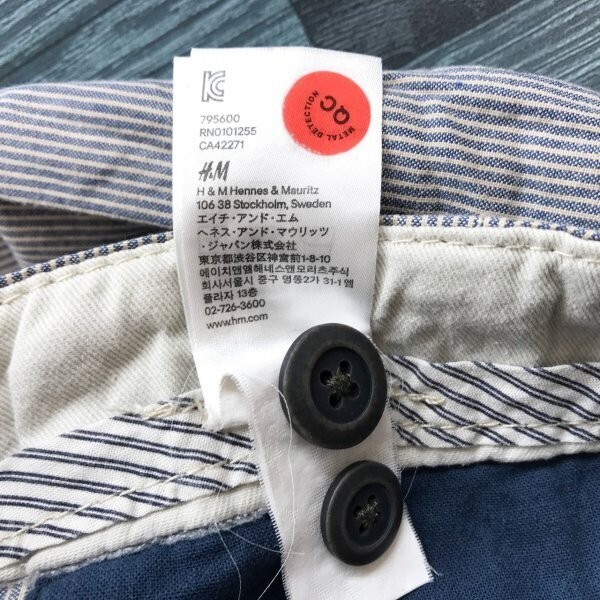 KC
METAL DETECTION
QC
795600
RN0101255
CA42271
H&M
H & M Hennes & Mauritz
106 38 Stockholm, Sweden
エイチ・アンド・エム
ヘネス・アンド・マウリッツ
・ジャパン株式会社
東京都渋谷区神宮前1-8-10
에이치앤엠헤네스앤모리츠주식
회사서울시 중구 명동2가 31-1 엠
플라자 13층
02-726-3600
www.hm.com